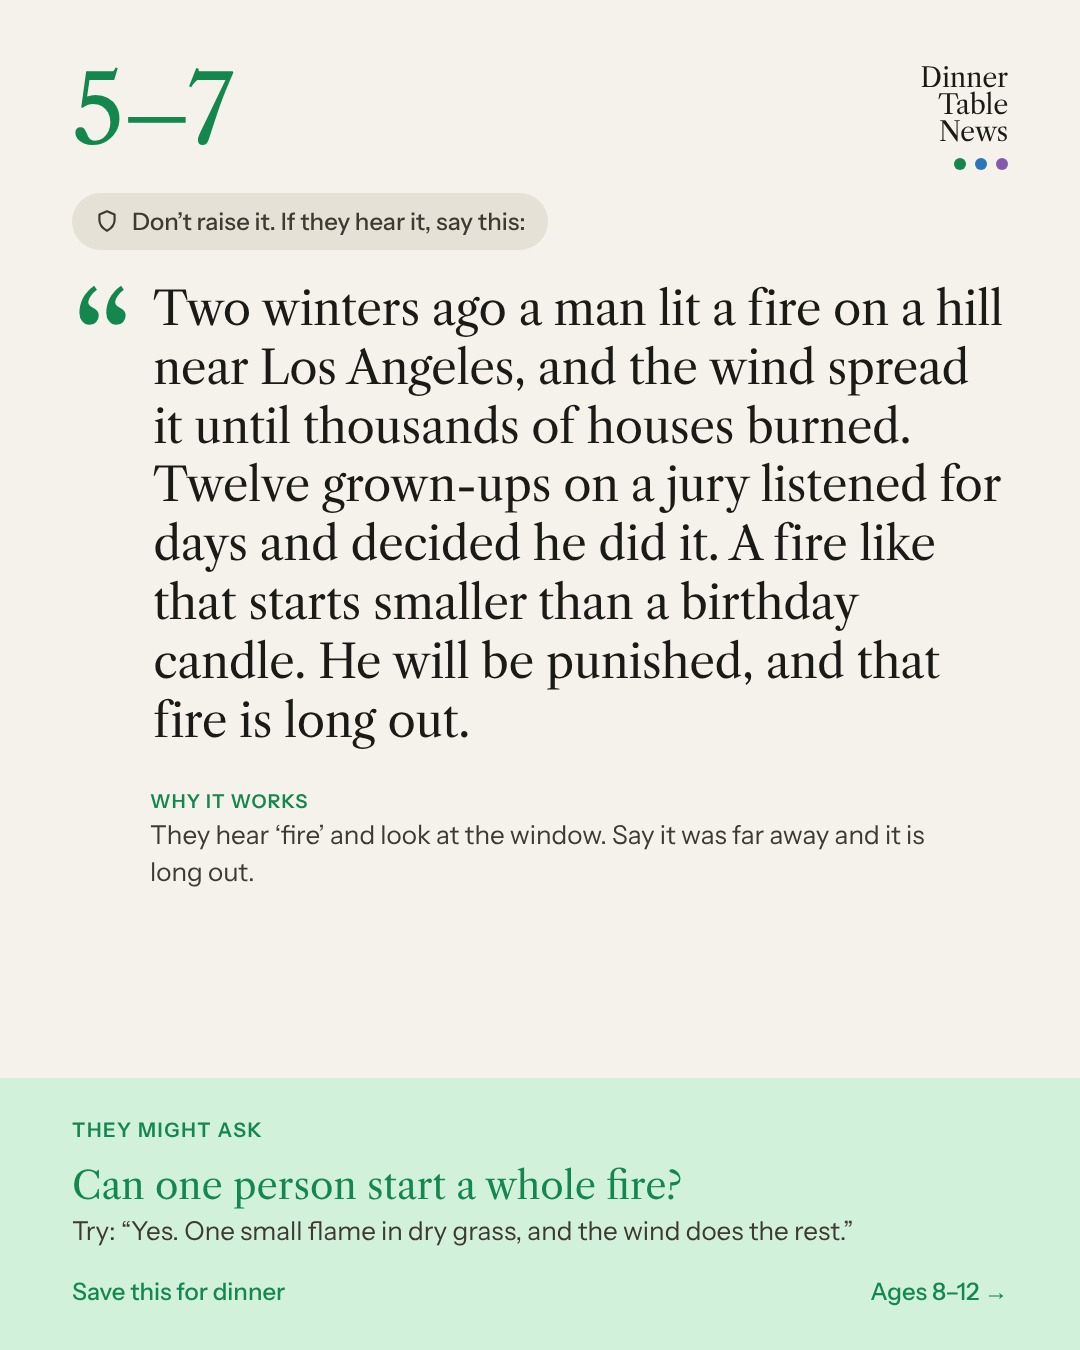 5–7
Dinner
Table
News
Don’t raise it. If they hear it, say this:
“ Two winters ago a man lit a fire on a hill
near Los Angeles, and the wind spread
it until thousands of houses burned.
Twelve grown-ups on a jury listened for
days and decided he did it. A fire like
that starts smaller than a birthday
candle. He will be punished, and that
fire is long out.
WHY IT WORKS
They hear ‘fire’ and look at the window. Say it was far away and it is
long out.
THEY MIGHT ASK
Can one person start a whole fire?
Try: “Yes. One small flame in dry grass, and the wind does the rest.”
Save this for dinner
Ages 8–12 →